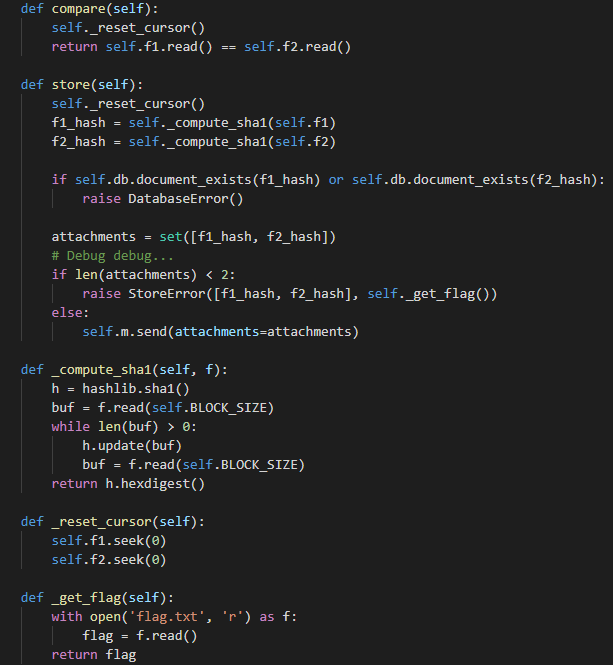 def compare(self):
    self._reset_cursor()
    return self.f1.read() == self.f2.read()

def store(self):
    self._reset_cursor()
    f1_hash = self._compute_sha1(self.f1)
    f2_hash = self._compute_sha1(self.f2)

    if self.db.document_exists(f1_hash) or self.db.document_exists(f2_hash):
        raise DatabaseError()

    attachments = set([f1_hash, f2_hash])
    # Debug debug...
    if len(attachments) < 2:
        raise StoreError([f1_hash, f2_hash], self._get_flag())
    else:
        self.m.send(attachments=attachments)

def _compute_sha1(self, f):
    h = hashlib.sha1()
    buf = f.read(self.BLOCK_SIZE)
    while len(buf) > 0:
        h.update(buf)
        buf = f.read(self.BLOCK_SIZE)
    return h.hexdigest()

def _reset_cursor(self):
    self.f1.seek(0)
    self.f2.seek(0)

def _get_flag(self):
    with open('flag.txt', 'r') as f:
        flag = f.read()
    return flag